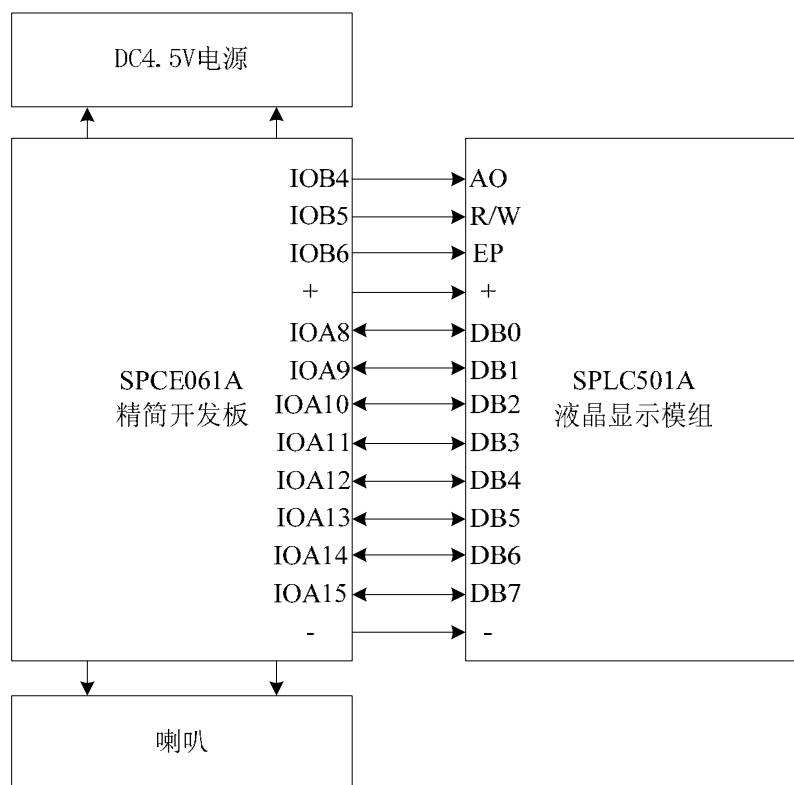 DC4.5V电源
IOB4 AO
IOB5 R/W
IOB6 EP
+ +
IOA8 DB0
IOA9 DB1
SPCE061A SPLC501A
IOA10 DB2
精简开发板 液晶显示模组
IOA11 DB3
IOA12 DB4
IOA13 DB5
IOA14 DB6
IOA15 DB7
- -
喇叭